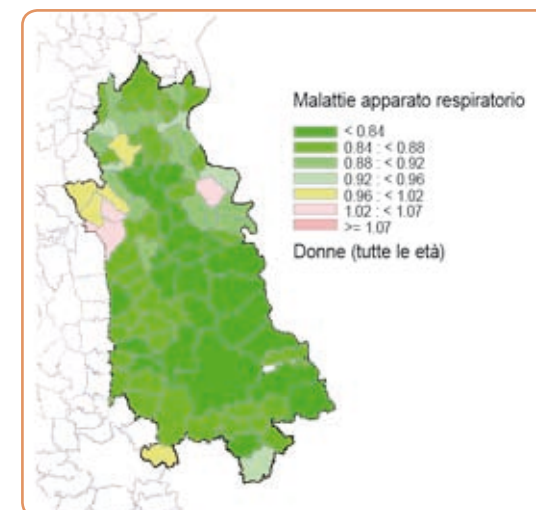 Malattie apparato respiratorio
< 0.84
0.84 : < 0.88
0.88 : < 0.92
0.92 : < 0.96
0.96 : < 1.02
1.02 : < 1.07
>= 1.07
Donne (tutte le età)